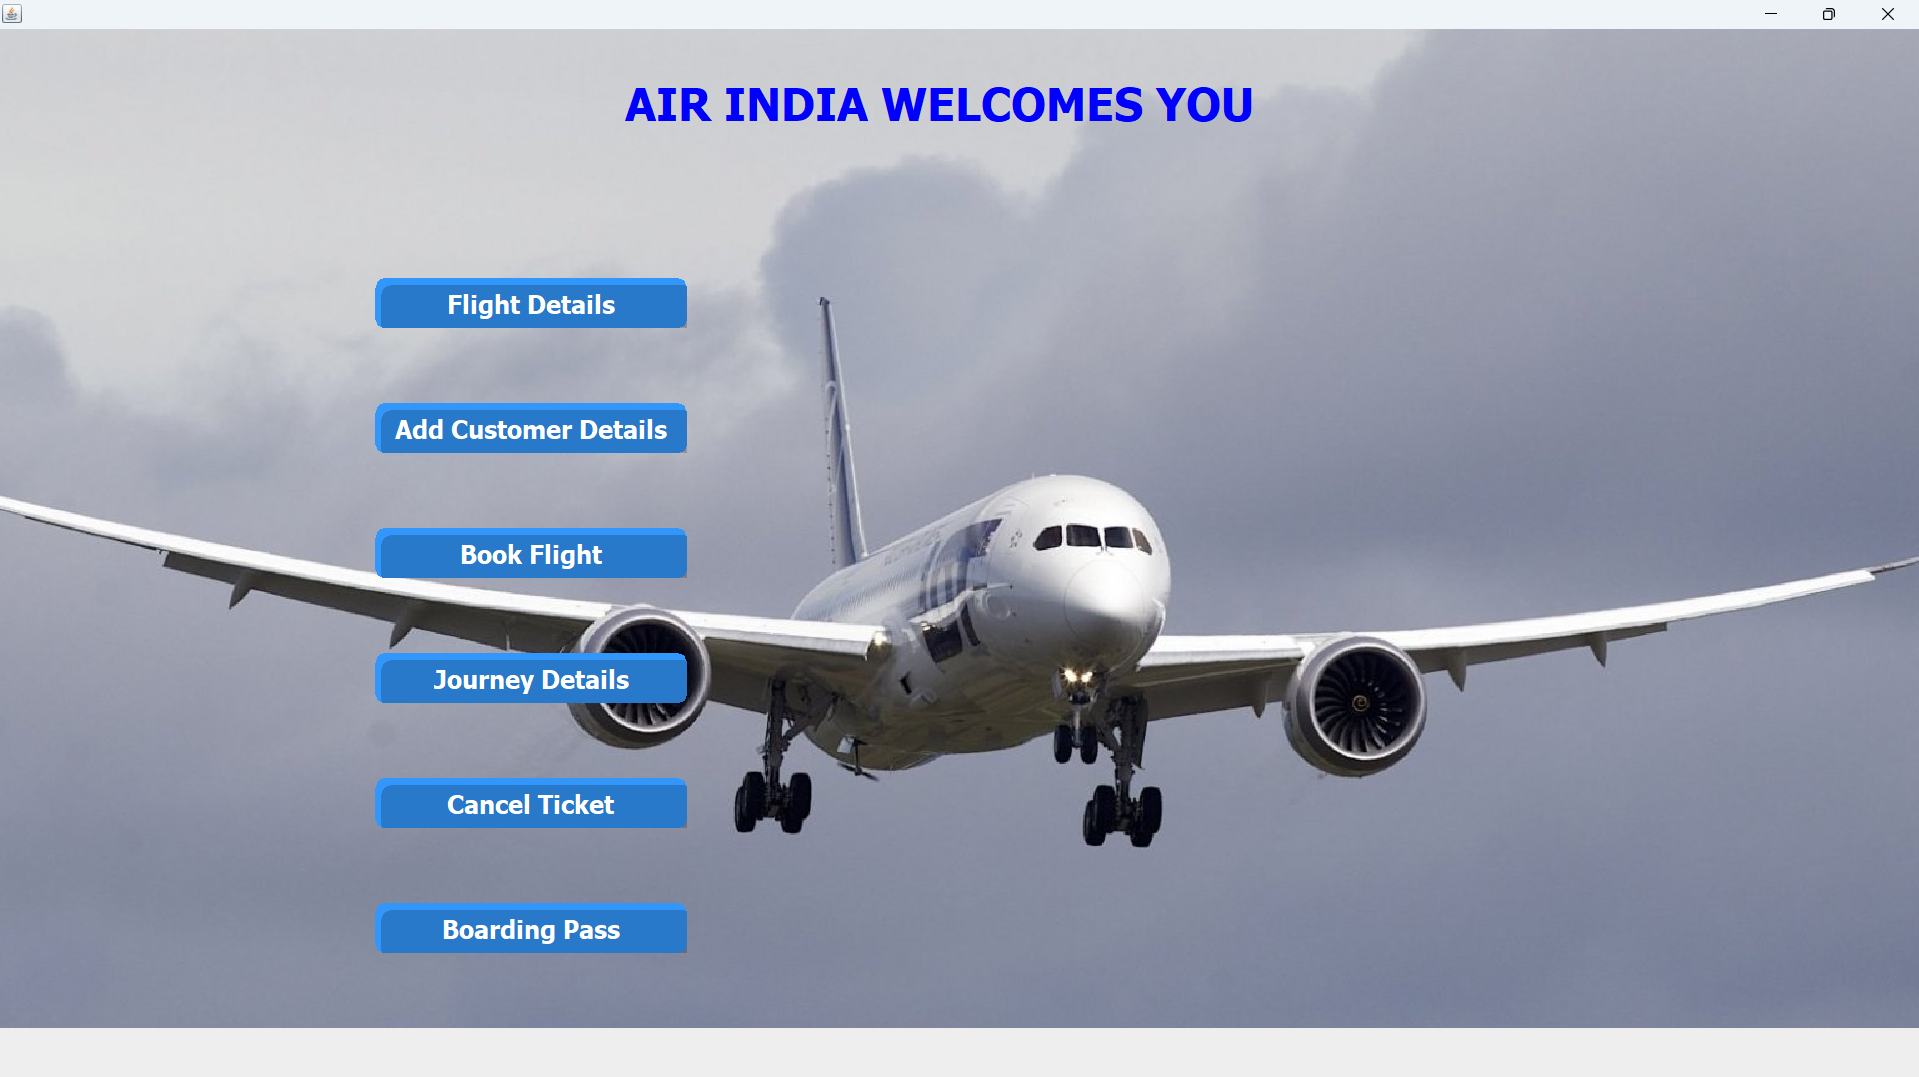 AIR INDIA WELCOMES YOU
Flight Details
Add Customer Details
Book Flight
Journey Details
Cancel Ticket
Boarding Pass